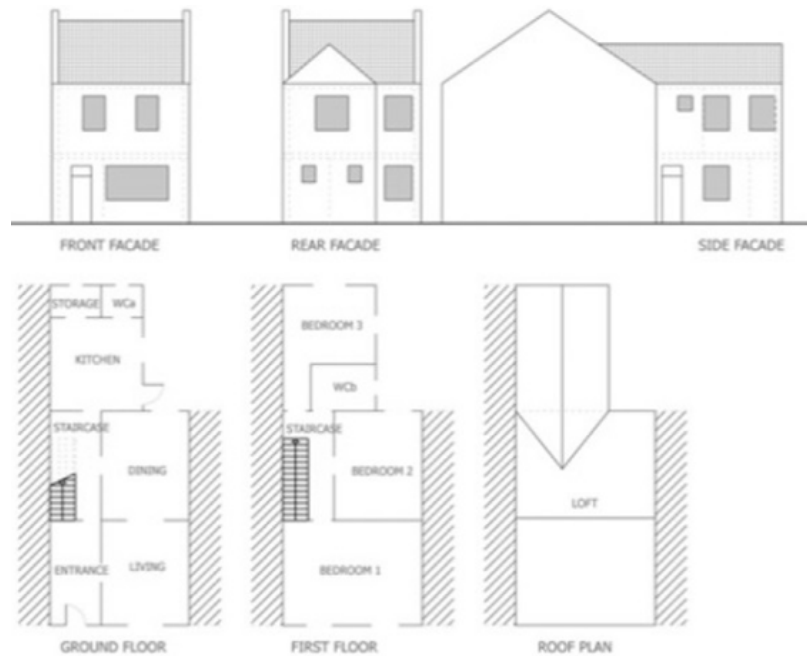 FRONT FACADE
REAR FACADE
SIDE FACADE
STORAGE
WCa
KITCHEN
STAIRCASE
DINING
ENTRANCE
LIVING
GROUND FLOOR
BEDROOM 3
WCb
STAIRCASE
BEDROOM 2
BEDROOM 1
FIRST FLOOR
LOFT
ROOF PLAN